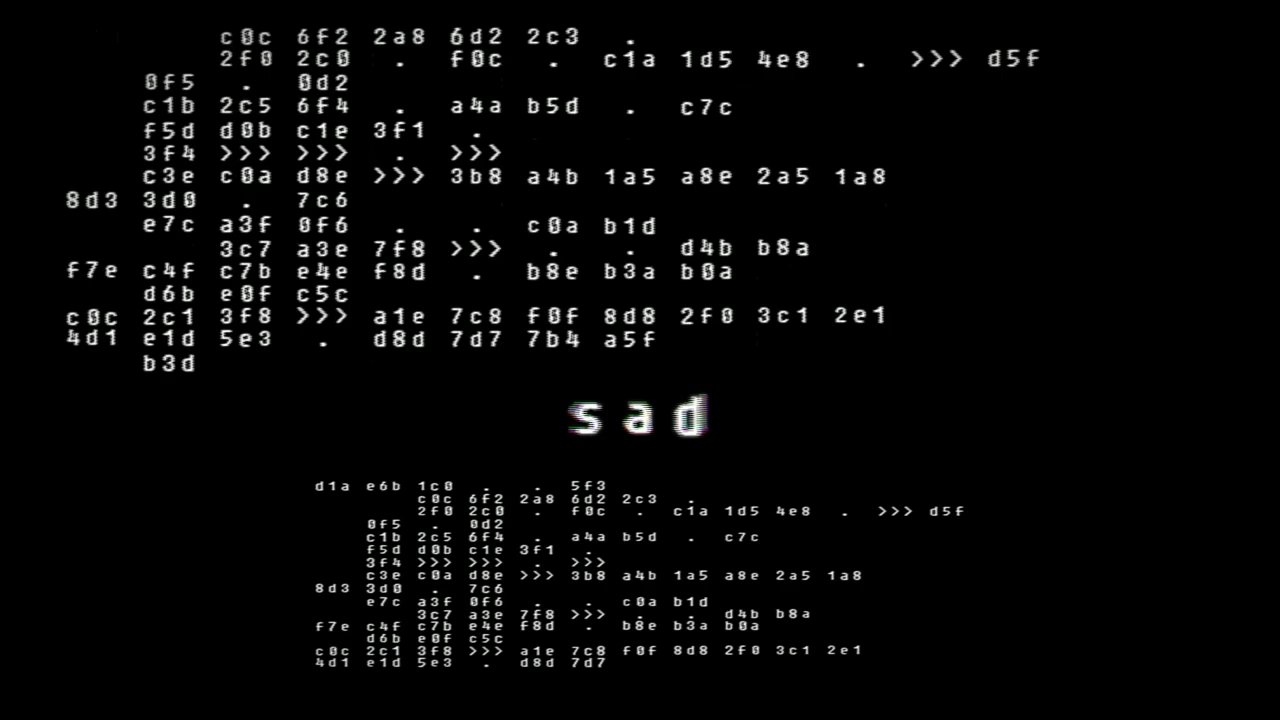 c0c 6f2 2a8 6d2 2c3 .
2f0 2c0 . f0c . c1a 1d5 4e8 . >>> d5f
0f5 . 0d2
c1b 2c5 6f4 . a4a b5d . c7c
f5d d0b c1e 3f1 .
3f4 >>> >>> . >>>
c3e c0a d8e >>> 3b8 a4b 1a5 a8e 2a5 1a8
8d3 3d0 . 7c6
e7c a3f 0f6 . . c0a b1d
3c7 a3e 7f8 >>> . . d4b b8a
f7e c4f c7b e4e f8d . b8e b3a b0a
d6b e0f c5c
c0c 2c1 3f8 >>> a1e 7c8 f0f 8d8 2f0 3c1 2e1
4d1 e1d 5e3 . d8d 7d7 7b4 a5f
b3d
sad
d1a e6b 1c0 . . 5f3
c0c 6f2 2a8 6d2 2c3 .
2f0 2c0 . f0c . c1a 1d5 4e8 . >>> d5f
0f5 . 0d2
c1b 2c5 6f4 . a4a b5d . c7c
f5d d0b c1e 3f1 .
3f4 >>> >>> . >>>
c3e c0a d8e >>> 3b8 a4b 1a5 a8e 2a5 1a8
8d3 3d0 . 7c6
e7c a3f 0f6 . . c0a b1d
3c7 a3e 7f8 >>> . . d4b b8a
f7e c4f c7b e4e f8d . b8e b3a b0a
d6b e0f c5c
c0c 2c1 3f8 >>> a1e 7c8 f0f 8d8 2f0 3c1 2e1
4d1 e1d 5e3 . d8d 7d7